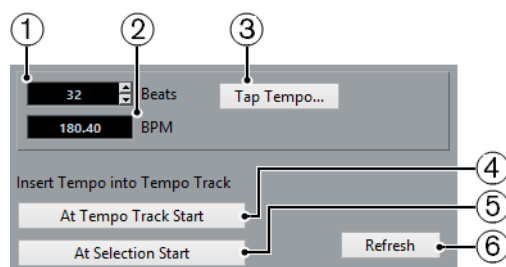 1 2 3
32 Beats Tap Tempo...
180.40 BPM
Insert Tempo into Tempo Track
4
At Tempo Track Start
5
At Selection Start Refresh 6